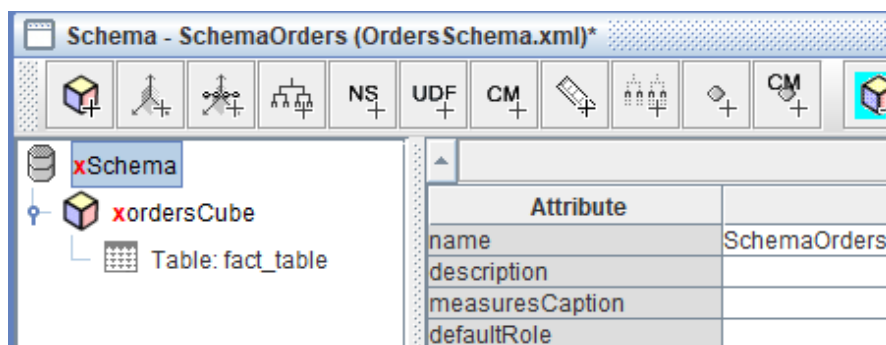 Schema - SchemaOrders (OrdersSchema.xml)*
NS UDF CM CM
xSchema
xordersCube
Table: fact_table
Attribute
name SchemaOrders
description
measuresCaption
defaultRole